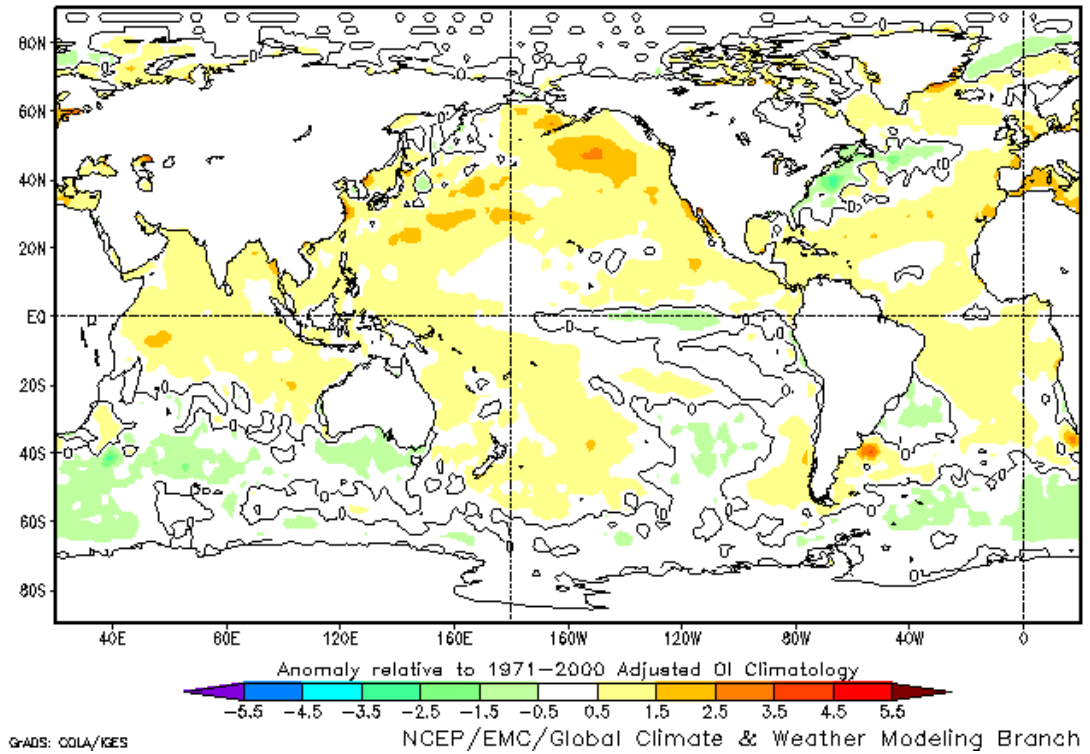 80N
60N
40N
20N
EQ
20S
40S
60S
80S
40E 80E 120E 160E 160W 120W 80W 40W 0
Anomaly relative to 1971-2000 Adjusted OI Climatology
-5.5 -4.5 -3.5 -2.5 -1.5 -0.5 0.5 1.5 2.5 3.5 4.5 5.5
GrADS: COLA/IGES
NCEP/EMC/Global Climate & Weather Modeling Branch